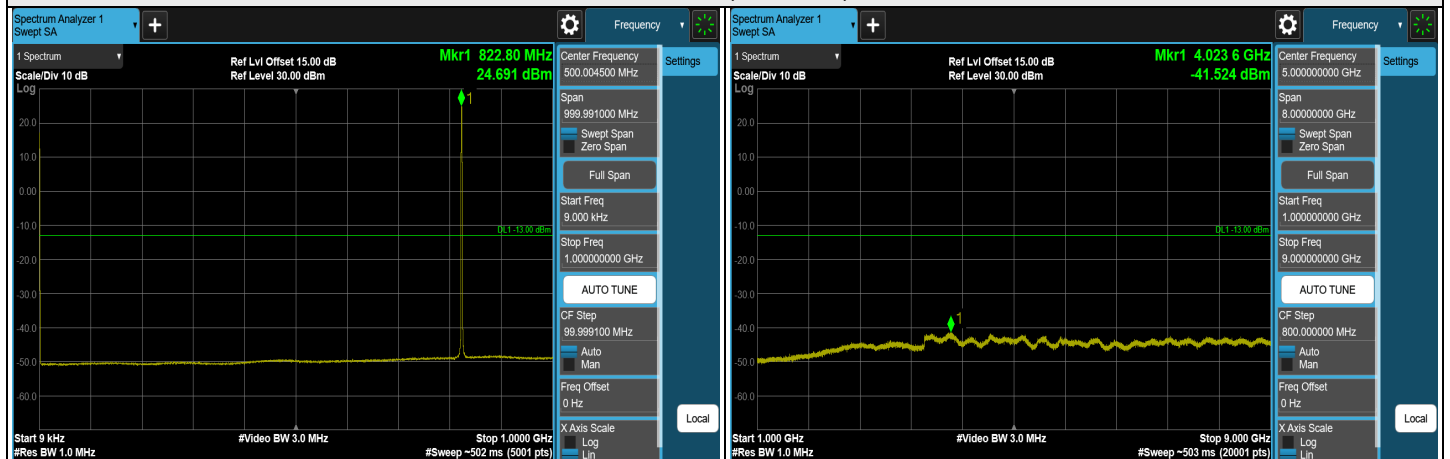 Spectrum Analyzer 1
Swept SA
Frequency
1 Spectrum
Scale/Div 10 dB
Log
Ref Lvl Offset 15.00 dB
Ref Level 30.00 dBm
Mkr1 822.80 MHz
24.691 dBm
1
20.0
10.0
0.00
-10.0
-20.0
-30.0
-40.0
-50.0
-60.0
DL1 -13.00 dBm
Start 9 kHz
#Res BW 1.0 MHz
#Video BW 3.0 MHz
Stop 1.0000 GHz
#Sweep ~502 ms (5001 pts)
Center Frequency
500.004500 MHz
Span
999.991000 MHz
Swept Span
Zero Span
Full Span
Start Freq
9.000 kHz
Stop Freq
1.000000000 GHz
AUTO TUNE
CF Step
99.999100 MHz
Auto
Man
Freq Offset
0 Hz
X Axis Scale
Log
Lin
Settings
Local
Spectrum Analyzer 1
Swept SA
Frequency
1 Spectrum
Scale/Div 10 dB
Log
Ref Lvl Offset 15.00 dB
Ref Level 30.00 dBm
Mkr1 4.023 6 GHz
-41.524 dBm
1
20.0
10.0
0.00
-10.0
-20.0
-30.0
-40.0
-50.0
-60.0
DL1 -13.00 dBm
Start 1.000 GHz
#Res BW 1.0 MHz
#Video BW 3.0 MHz
Stop 9.000 GHz
#Sweep ~503 ms (20001 pts)
Center Frequency
5.000000000 GHz
Span
8.00000000 GHz
Swept Span
Zero Span
Full Span
Start Freq
1.000000000 GHz
Stop Freq
9.000000000 GHz
AUTO TUNE
CF Step
800.000000 MHz
Auto
Man
Freq Offset
0 Hz
X Axis Scale
Log
Lin
Settings
Local